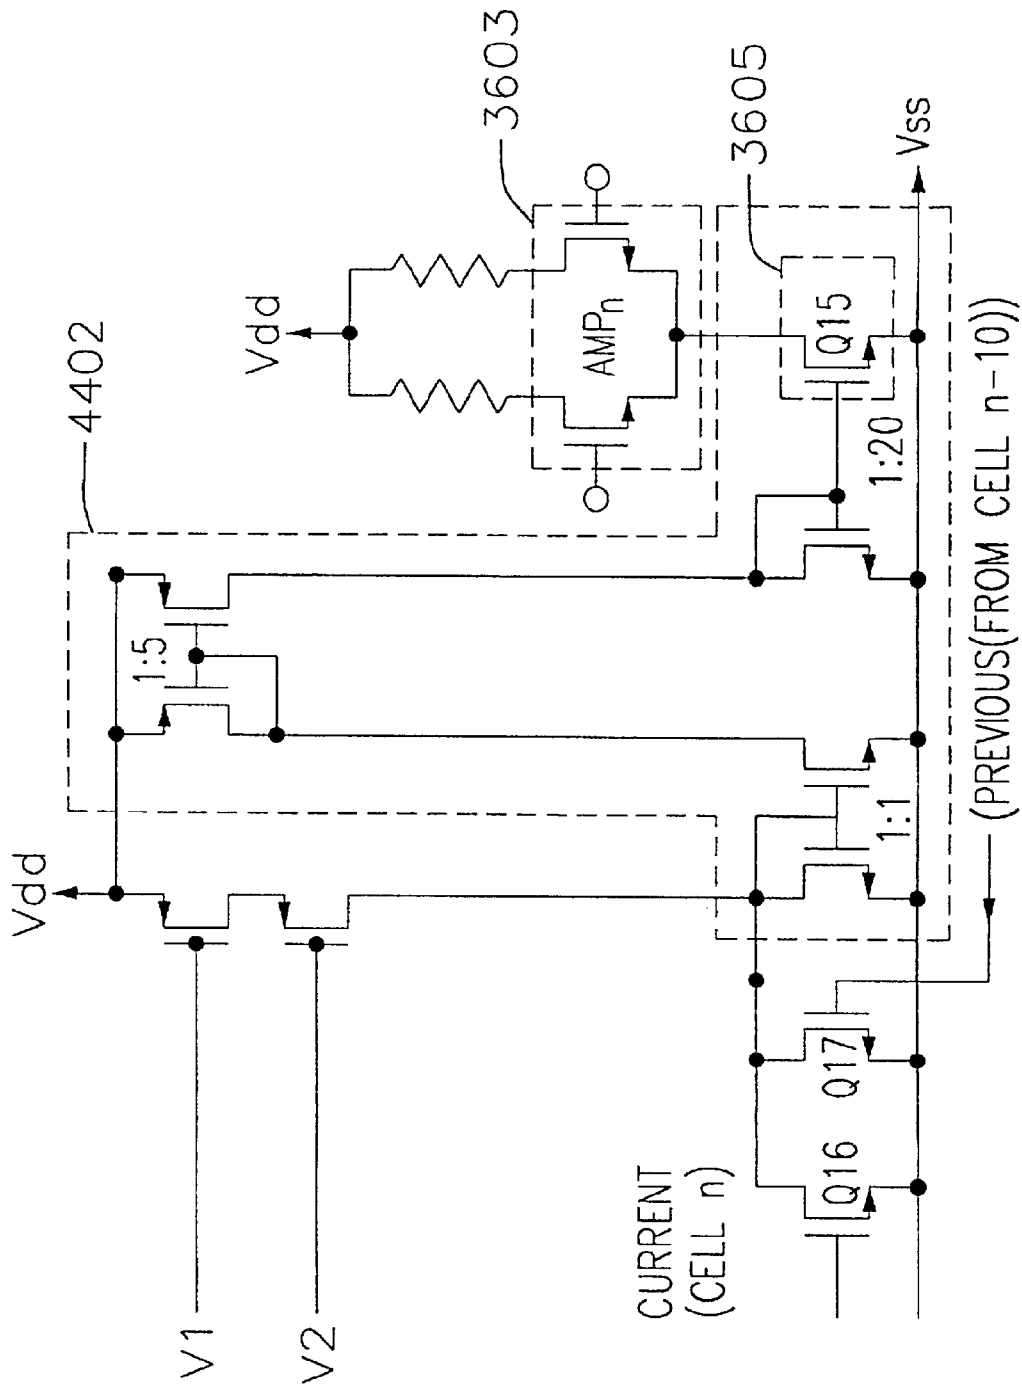 4402
3603
3605
Vdd
Vdd
1:5
AMPn
Q15
1:20
Vss
V1
V2
CURRENT
(CELL n)
Q16
Q17
1:1
(PREVIOUS(FROM CELL n-10))